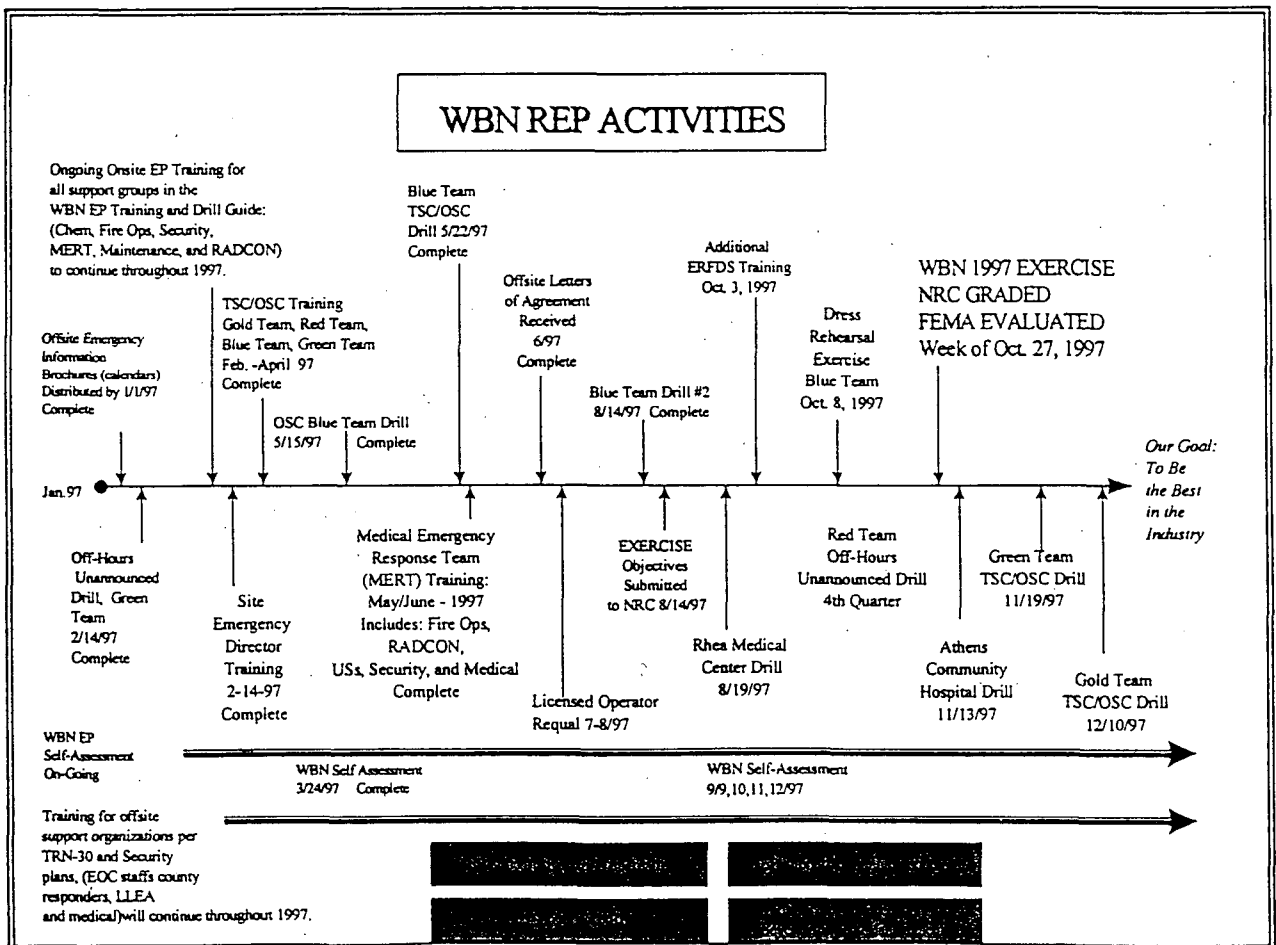 WBN REP ACTIVITIES
Ongoing Onsite EP Training for
all support groups in the
WBN EP Training and Drill Guide:
(Chem, Fire Ops, Security,
MERT, Maintenance, and RADCON)
to continue throughout 1997.
Offsite Emergency
Information
Brochures (calendars)
Distributed by 1/1/97
Complete
TSC/OSC Training
Gold Team, Red Team,
Blue Team, Green Team
Feb. -April 97
Complete
OSC Blue Team Drill
5/15/97 Complete
Blue Team
TSC/OSC
Drill 5/22/97
Complete
Offsite Letters
of Agreement
Received
6/97
Complete
Blue Team Drill #2
8/14/97 Complete
Additional
ERFDS Training
Oct. 3, 1997
Dress
Rehearsal
Exercise
Blue Team
Oct. 8, 1997
WBN 1997 EXERCISE
NRC GRADED
FEMA EVALUATED
Week of Oct. 27, 1997
Jan.97
Our Goal:
To Be
the Best
in the
Industry
Off-Hours
Unannounced
Drill, Green
Team
2/14/97
Complete
Site
Emergency
Director
Training
2-14-97
Complete
Medical Emergency
Response Team
(MERT) Training:
May/June - 1997
Includes: Fire Ops,
RADCON,
USs, Security, and Medical
Complete
Licensed Operator
Requal 7-8/97
EXERCISE
Objectives
Submitted
to NRC 8/14/97
Rhea Medical
Center Drill
8/19/97
Red Team
Off-Hours
Unannounced Drill
4th Quarter
Athens
Community
Hospital Drill
11/13/97
Green Team
TSC/OSC Drill
11/19/97
Gold Team
TSC/OSC Drill
12/10/97
WBN EP
Self-Assessment
On-Going
WBN Self Assessment
3/24/97 Complete
WBN Self-Assessment
9/9,10,11,12/97
Training for offsite
support organizations per
TRN-30 and Security
plans, (EOC staffs county
responders, LLEA
and medical)will continue throughout 1997.